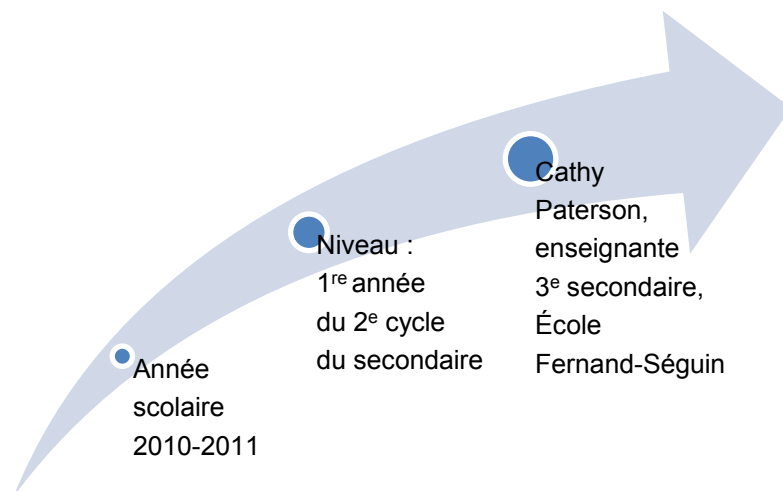 Année
scolaire
2010-2011
Niveau :
1re année
du 2e cycle
du secondaire
Cathy
Paterson,
enseignante
3e secondaire,
École
Fernand-Séguin